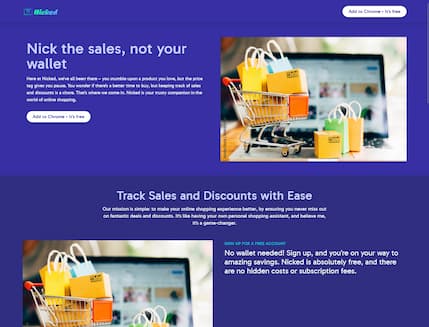 Nicked
Add to Chrome - It's free
Nick the sales, not your
wallet
Here at Nicked, we've all been there – you stumble upon a product you love, but the price
tag gives you pause. You wonder if there's a better time to buy, but keeping track of sales
and discounts is a chore. That's where we come in. Nicked is your trusty companion in the
world of online shopping.
Add to Chrome - It's free
Track Sales and Discounts with Ease
Our mission is simple: to make your online shopping experience better, by ensuring you never miss out
on fantastic deals and discounts. It's like having your own personal shopping assistant, and believe me,
it's a game-changer.
SIGN UP FOR A FREE ACCOUNT
No wallet needed! Sign up, and you're on your way to
amazing savings. Nicked is absolutely free, and there
are no hidden costs or subscription fees.